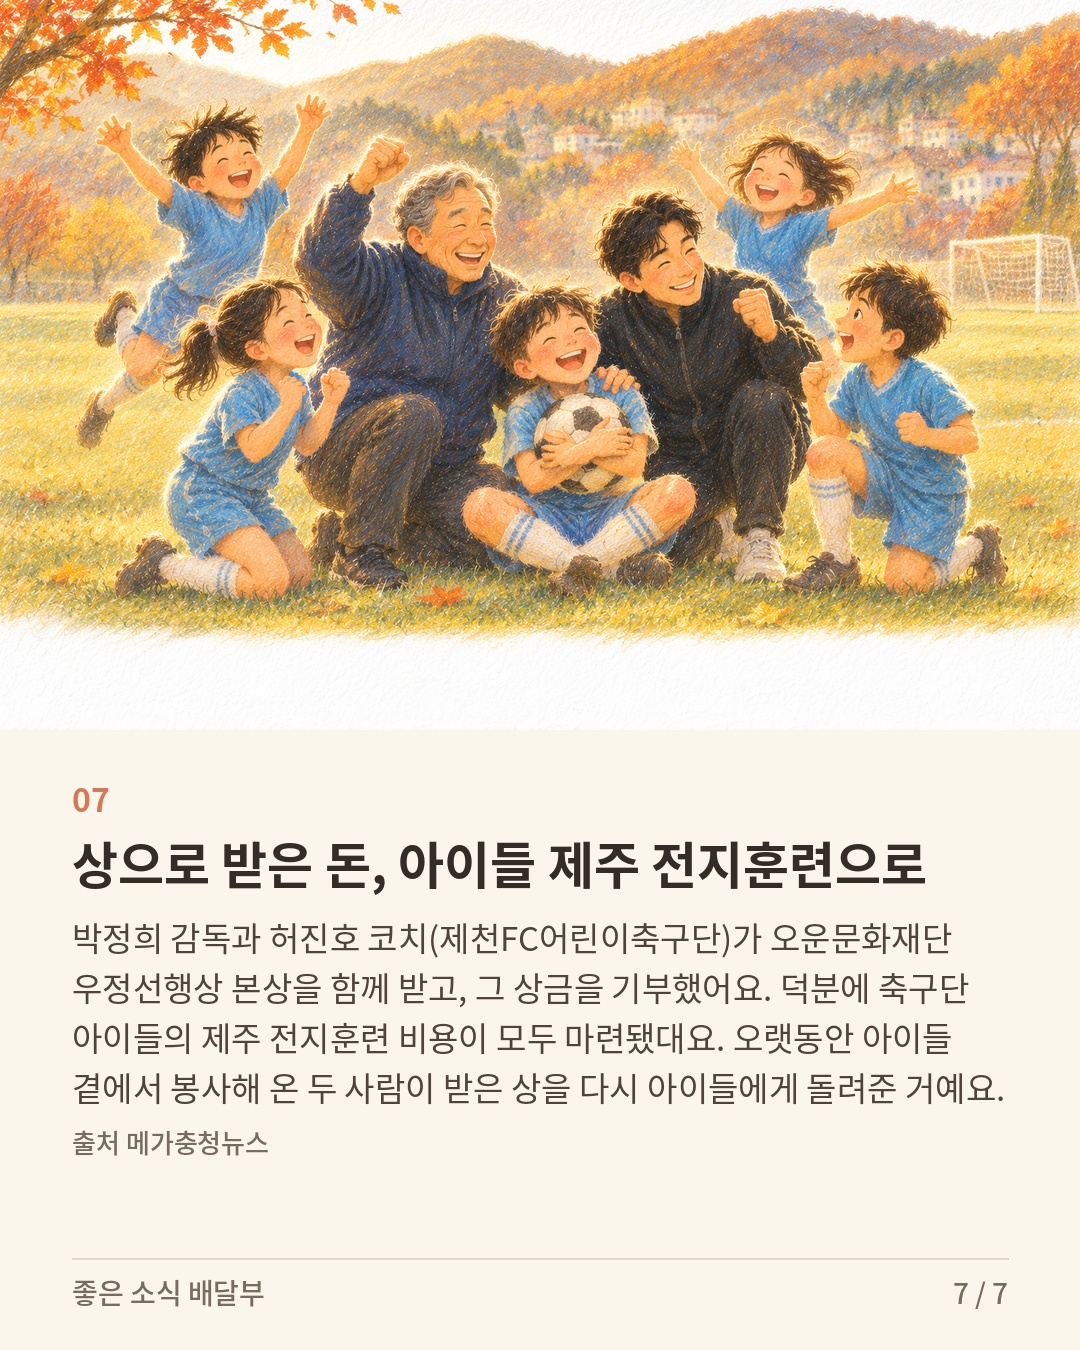 07
상으로 받은 돈, 아이들 제주 전지훈련으로
박정희 감독과 허진호 코치(제천FC어린이축구단)가 오운문화재단
우정선행상 본상을 함께 받고, 그 상금을 기부했어요. 덕분에 축구단
아이들의 제주 전지훈련 비용이 모두 마련됐대요. 오랫동안 아이들
곁에서 봉사해 온 두 사람이 받은 상을 다시 아이들에게 돌려준 거예요.
출처 메가충청뉴스
좋은 소식 배달부
7 / 7